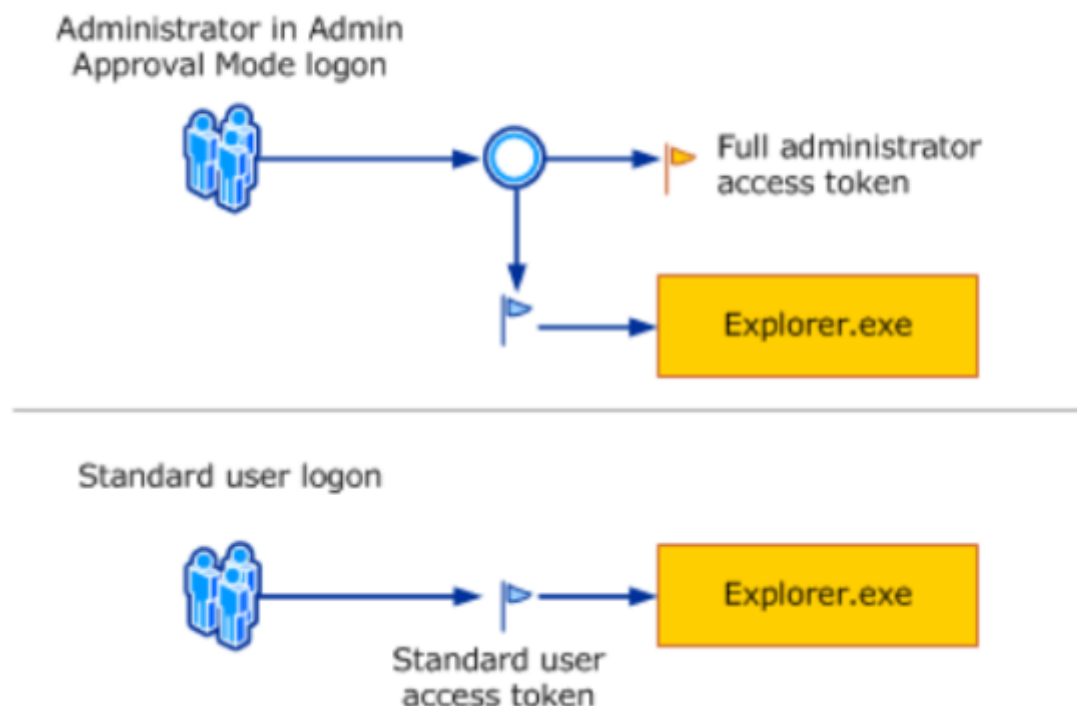 Administrator in Admin
Approval Mode logon
Full administrator
access token
Explorer.exe
Standard user logon
Explorer.exe
Standard user
access token